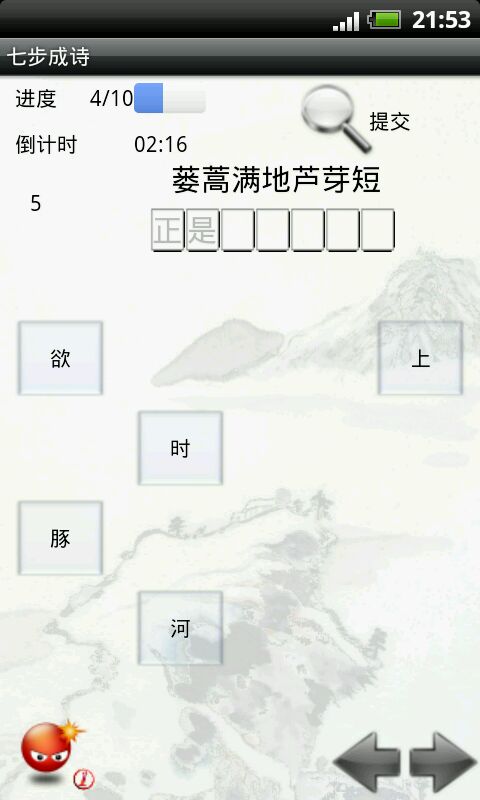 21:53
七步成诗
进度 4/10
提交
倒计时 02:16
蒌蒿满地芦芽短
5
正是
欲 上
时
豚
河